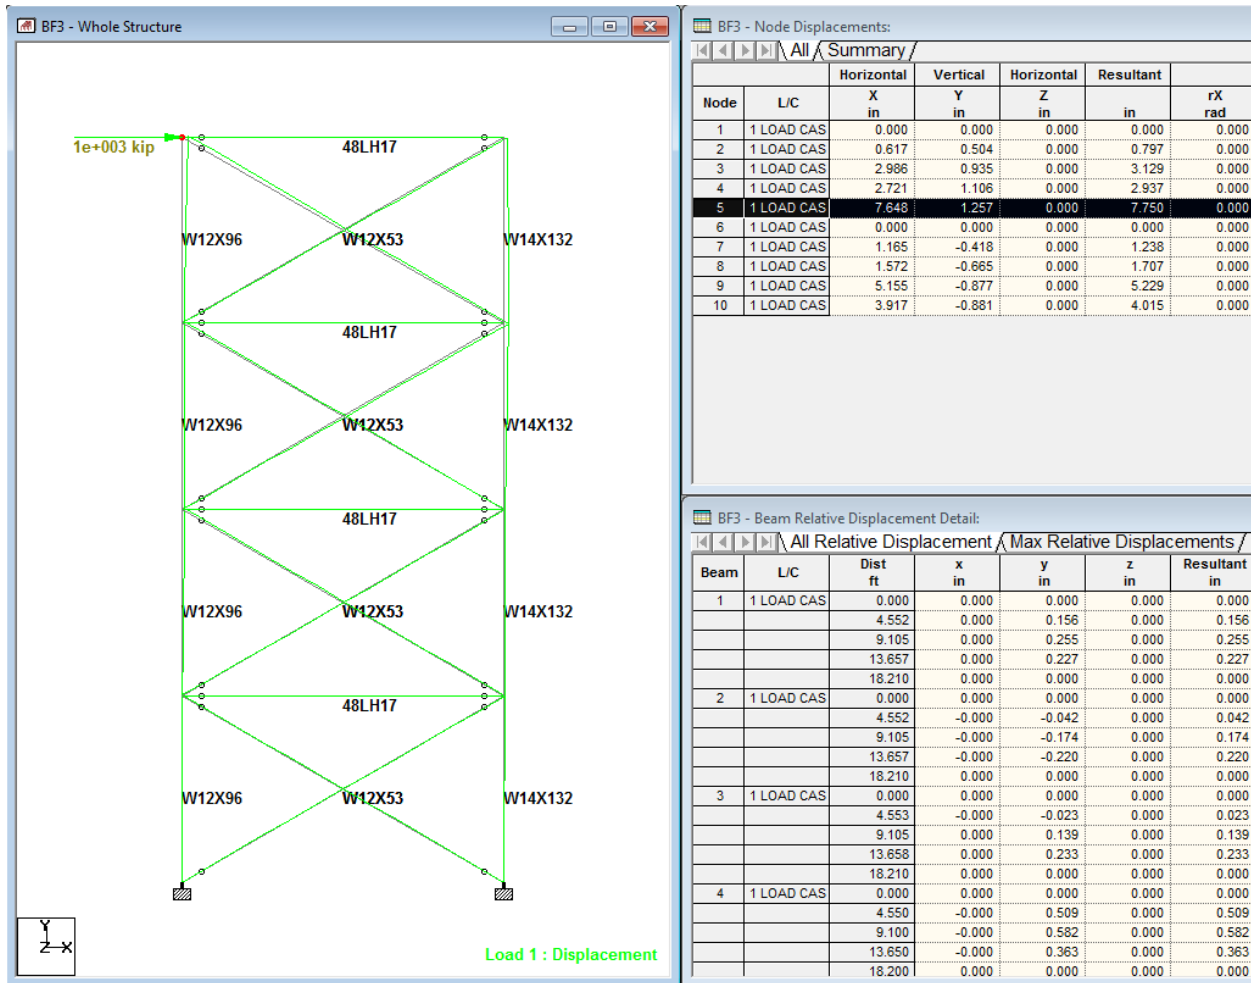 BF3 - Whole Structure
1e+003 kip
48LH17
W12X96 W12X53 W14X132
48LH17
W12X96 W12X53 W14X132
48LH17
W12X96 W12X53 W14X132
48LH17
W12X96 W12X53 W14X132
Y
Z X
Load 1 : Displacement
BF3 - Node Displacements:
All Summary
Horizontal Vertical Horizontal Resultant
Node L/C X in Y in Z in in rX rad
1 1 LOAD CAS 0.000 0.000 0.000 0.000 0.000
2 1 LOAD CAS 0.617 0.504 0.000 0.797 0.000
3 1 LOAD CAS 2.986 0.935 0.000 3.129 0.000
4 1 LOAD CAS 2.721 1.106 0.000 2.937 0.000
5 1 LOAD CAS 7.648 1.257 0.000 7.750 0.000
6 1 LOAD CAS 0.000 0.000 0.000 0.000 0.000
7 1 LOAD CAS 1.165 -0.418 0.000 1.238 0.000
8 1 LOAD CAS 1.572 -0.665 0.000 1.707 0.000
9 1 LOAD CAS 5.155 -0.877 0.000 5.229 0.000
10 1 LOAD CAS 3.917 -0.881 0.000 4.015 0.000
BF3 - Beam Relative Displacement Detail:
All Relative Displacement Max Relative Displacements
Beam L/C Dist ft x in y in z in Resultant in
1 1 LOAD CAS 0.000 0.000 0.000 0.000 0.000
4.552 0.000 0.156 0.000 0.156
9.105 0.000 0.255 0.000 0.255
13.657 0.000 0.227 0.000 0.227
18.210 0.000 0.000 0.000 0.000
2 1 LOAD CAS 0.000 0.000 0.000 0.000 0.000
4.552 -0.000 -0.042 0.000 0.042
9.105 -0.000 -0.174 0.000 0.174
13.657 -0.000 -0.220 0.000 0.220
18.210 0.000 0.000 0.000 0.000
3 1 LOAD CAS 0.000 0.000 0.000 0.000 0.000
4.553 -0.000 -0.023 0.000 0.023
9.105 0.000 0.139 0.000 0.139
13.658 0.000 0.233 0.000 0.233
18.210 0.000 0.000 0.000 0.000
4 1 LOAD CAS 0.000 0.000 0.000 0.000 0.000
4.550 -0.000 0.509 0.000 0.509
9.100 -0.000 0.582 0.000 0.582
13.650 -0.000 0.363 0.000 0.363
18.200 0.000 0.000 0.000 0.000